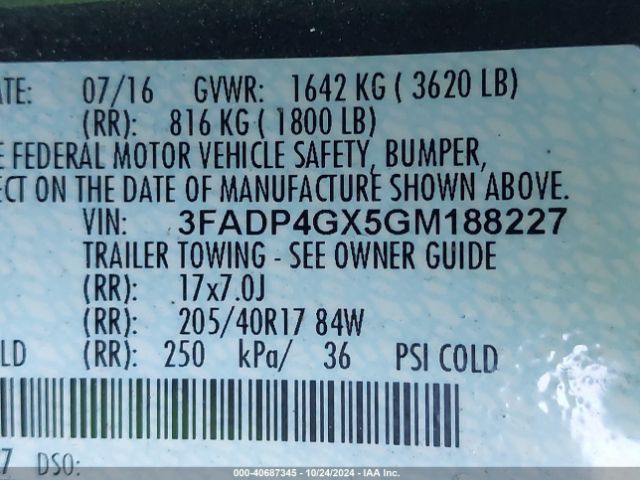 ATE: 07/16 GVWR: 1642 KG ( 3620 LB)
(RR): 816 KG ( 1800 LB)
E FEDERAL MOTOR VEHICLE SAFETY, BUMPER,
ECT ON THE DATE OF MANUFACTURE SHOWN ABOVE.
VIN: 3FADP4GX5GM188227
TRAILER TOWING - SEE OWNER GUIDE
(RR): 17x7.0J
(RR): 205/40R17 84W
LD (RR): 250 kPa/ 36 PSI COLD
7 DSO:
000-40687345 - 10/24/2024 - IAA Inc.